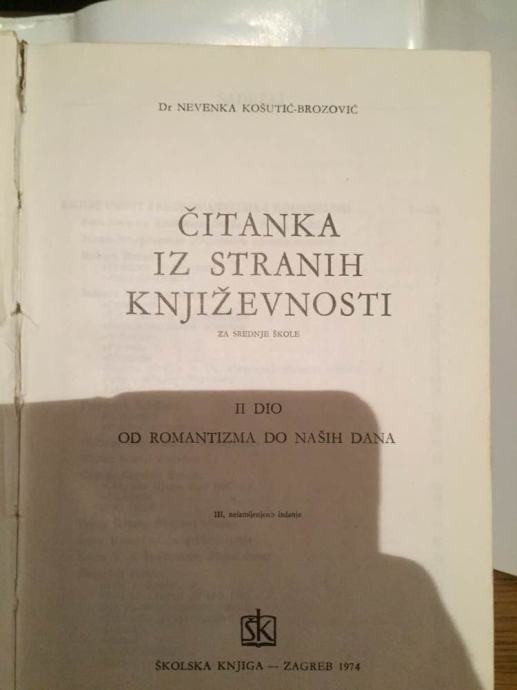 Dr NEVENKA KOŠUTIĆ-BROZOVIĆ
ČITANKA
IZ STRANIH
KNJIŽEVNOSTI
ZA SREDNJE ŠKOLE
II DIO
OD ROMANTIZMA DO NAŠIH DANA
III, neizmijenjeno izdanje
ŠK
ŠKOLSKA KNJIGA — ZAGREB 1974